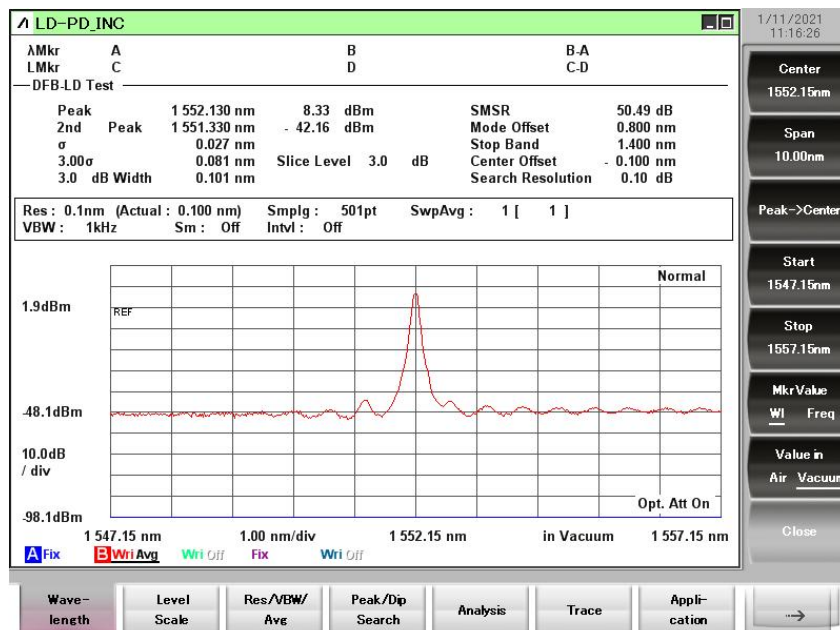 LD-PD_INC
1/11/2021
11:16:26
λMkr A B B-A
LMkr C D C-D
DFB-LD Test
Peak 1 552.130 nm 8.33 dBm SMSR 50.49 dB
2nd Peak 1 551.330 nm - 42.16 dBm Mode Offset 0.800 nm
σ 0.027 nm Stop Band 1.400 nm
3.00σ 0.081 nm Slice Level 3.0 dB Center Offset - 0.100 nm
3.0 dB Width 0.101 nm Search Resolution 0.10 dB
Res : 0.1nm (Actual : 0.100 nm) Smplg : 501pt SwpAvg : 1 [ 1 ]
VBW : 1kHz Sm : Off Intvl : Off
Normal
1.9dBm
REF
-48.1dBm
10.0dB
/ div
-98.1dBm
Opt. Att On
1 547.15 nm 1.00 nm/div 1 552.15 nm in Vacuum 1 557.15 nm
A Fix B Wri Avg Wri Off Fix Wri Off
Center
1552.15nm
Span
10.00nm
Peak->Center
Start
1547.15nm
Stop
1557.15nm
Mkr Value
Wl Freq
Value in
Air Vacuum
Close
Wave-
length
Level
Scale
Res/VBW/
Avg
Peak/Dip
Search
Analysis
Trace
Appli-
cation